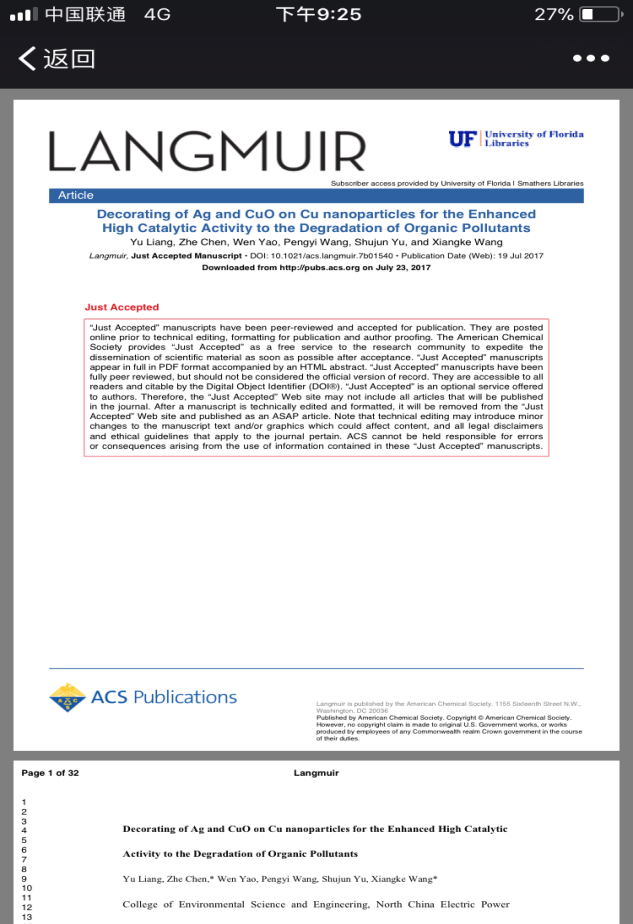 中国联通 4G 下午9:25 27%
返回
LANGMUIR
UF University of Florida
Libraries
Subscriber access provided by University of Florida | Smathers Libraries
Article
Decorating of Ag and CuO on Cu nanoparticles for the Enhanced
High Catalytic Activity to the Degradation of Organic Pollutants
Yu Liang, Zhe Chen, Wen Yao, Pengyi Wang, Shujun Yu, and Xiangke Wang
Langmuir, Just Accepted Manuscript • DOI: 10.1021/acs.langmuir.7b01540 • Publication Date (Web): 19 Jul 2017
Downloaded from http://pubs.acs.org on July 23, 2017
Just Accepted
“Just Accepted” manuscripts have been peer-reviewed and accepted for publication. They are posted
online prior to technical editing, formatting for publication and author proofing. The American Chemical
Society provides “Just Accepted” as a free service to the research community to expedite the
dissemination of scientific material as soon as possible after acceptance. “Just Accepted” manuscripts
appear in full in PDF format accompanied by an HTML abstract. “Just Accepted” manuscripts have been
fully peer reviewed, but should not be considered the official version of record. They are accessible to all
readers and citable by the Digital Object Identifier (DOI®). “Just Accepted” is an optional service offered
to authors. Therefore, the “Just Accepted” Web site may not include all articles that will be published
in the journal. After a manuscript is technically edited and formatted, it will be removed from the “Just
Accepted” Web site and published as an ASAP article. Note that technical editing may introduce minor
changes to the manuscript text and/or graphics which could affect content, and all legal disclaimers
and ethical guidelines that apply to the journal pertain. ACS cannot be held responsible for errors
or consequences arising from the use of information contained in these “Just Accepted” manuscripts.
ACS Publications
Langmuir is published by the American Chemical Society. 1155 Sixteenth Street N.W.,
Washington, DC 20036
Published by American Chemical Society. Copyright © American Chemical Society.
However, no copyright claim is made to original U.S. Government works, or works
produced by employees of any Commonwealth realm Crown government in the course
of their duties.
Page 1 of 32 Langmuir
1
2
3
4
5
6
7
8
9
10
11
12
13
Decorating of Ag and CuO on Cu nanoparticles for the Enhanced High Catalytic
Activity to the Degradation of Organic Pollutants
Yu Liang, Zhe Chen,* Wen Yao, Pengyi Wang, Shujun Yu, Xiangke Wang*
College of Environmental Science and Engineering, North China Electric Power